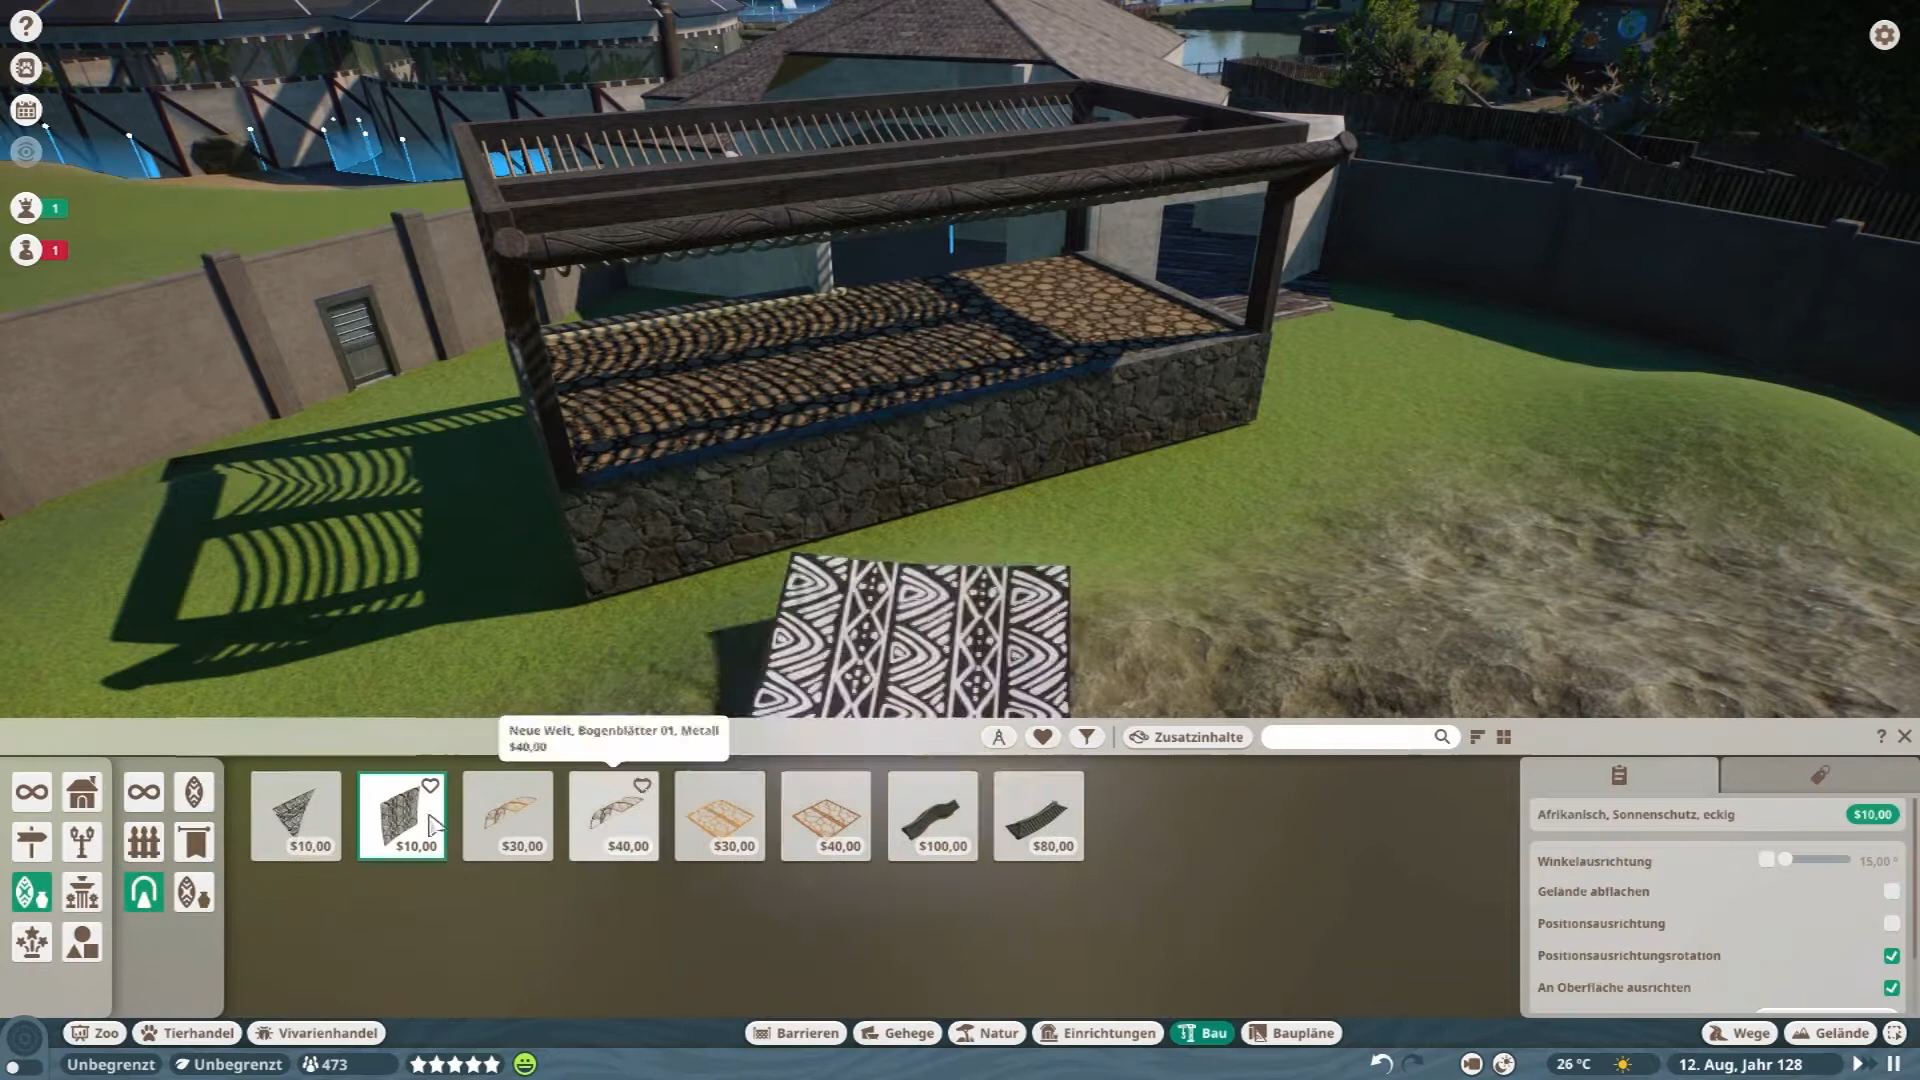 1
1
Neue Welt, Bogenblätter 01, Metall
$40,00
Zusatzinhalte
?
$10,00
$10,00
$30,00
$40,00
$30,00
$40,00
$100,00
$80,00
Afrikanisch, Sonnenschutz, eckig
$10,00
Winkelausrichtung
15,00 °
Gelände abflachen
Positionsausrichtung
Positionsausrichtungsrotation
An Oberfläche ausrichten
Zoo
Tierhandel
Vivarienhandel
Barrieren
Gehege
Natur
Einrichtungen
Bau
Baupläne
Wege
Gelände
Unbegrenzt
Unbegrenzt
473
26 °C
12. Aug, Jahr 128